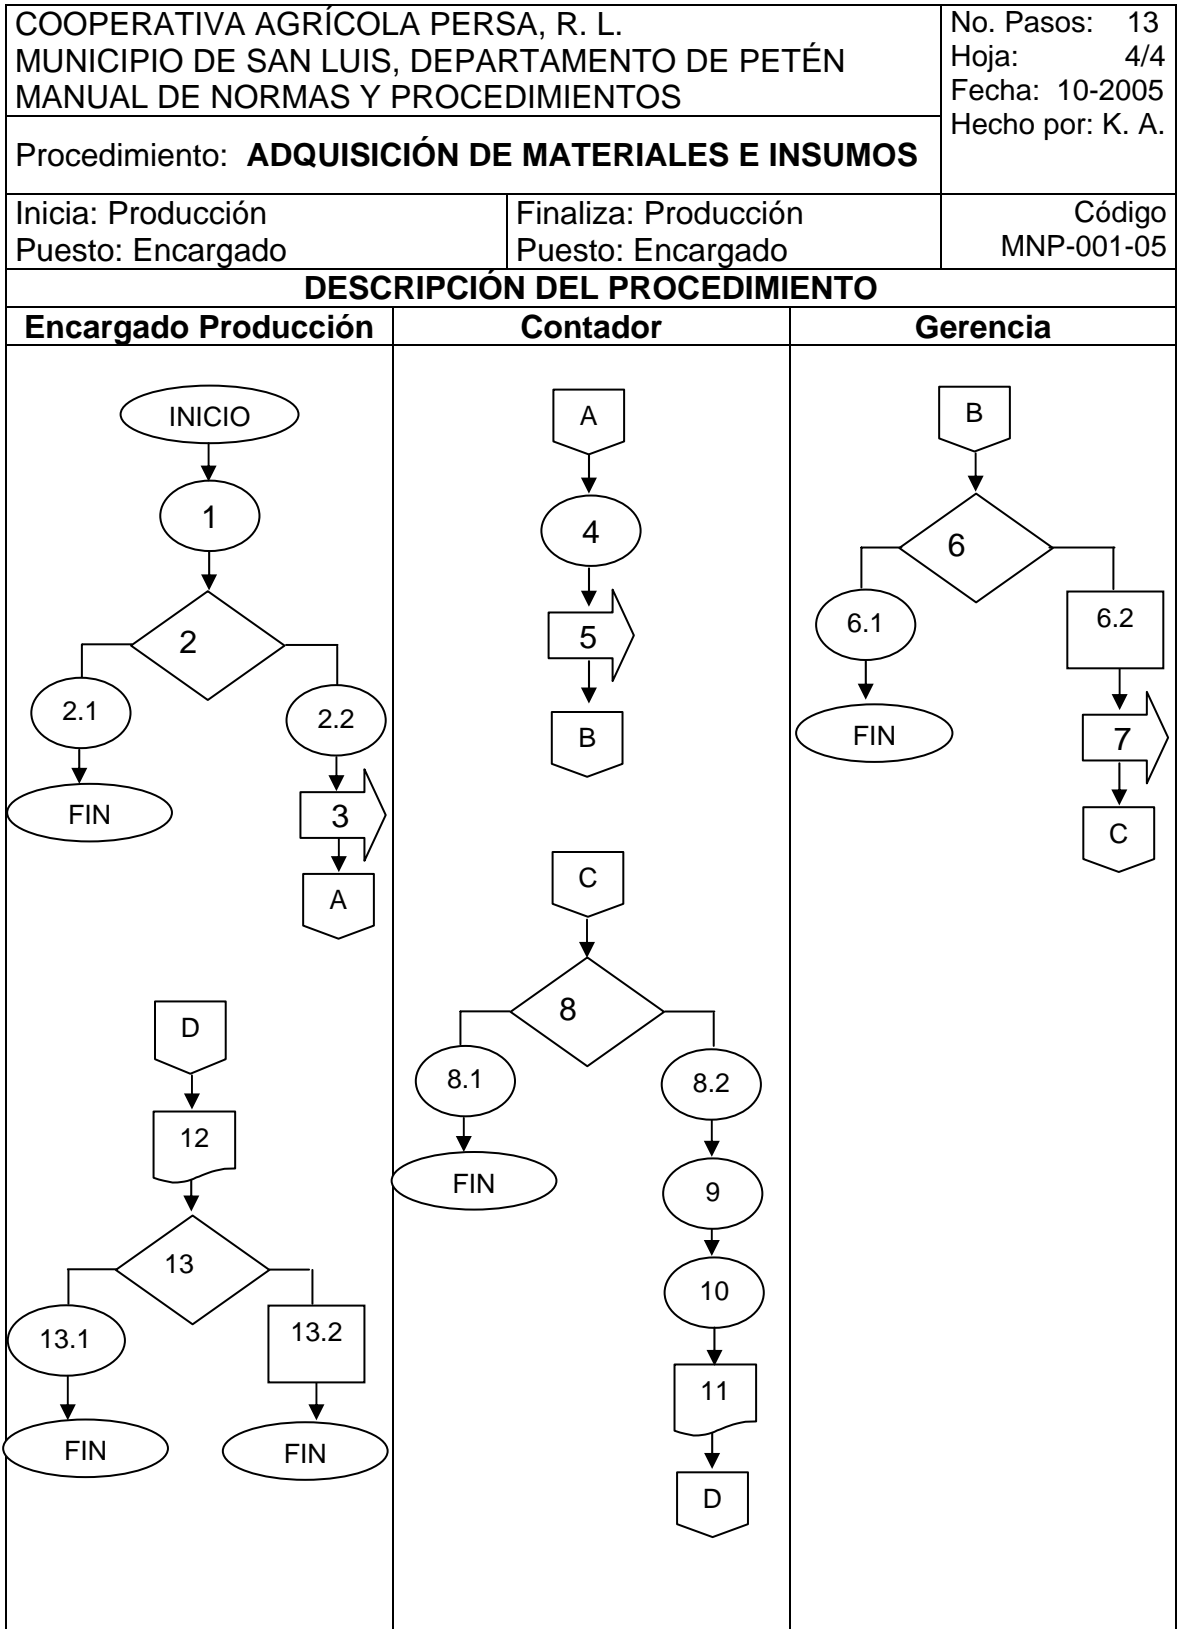 COOPERATIVA AGRÍCOLA PERSA, R. L.
MUNICIPIO DE SAN LUIS, DEPARTAMENTO DE PETÉN
MANUAL DE NORMAS Y PROCEDIMIENTOS
No. Pasos: 13
Hoja: 4/4
Fecha: 10-2005
Hecho por: K. A.
Procedimiento: ADQUISICIÓN DE MATERIALES E INSUMOS
Inicia: Producción
Puesto: Encargado
Finaliza: Producción
Puesto: Encargado
Código
MNP-001-05
DESCRIPCIÓN DEL PROCEDIMIENTO
Encargado Producción
Contador
Gerencia
INICIO
1
2
2.1
2.2
FIN
3
A
D
12
13
13.1
13.2
FIN
FIN
A
4
5
B
C
8
8.1
8.2
FIN
9
10
11
D
B
6
6.1
6.2
FIN
7
C